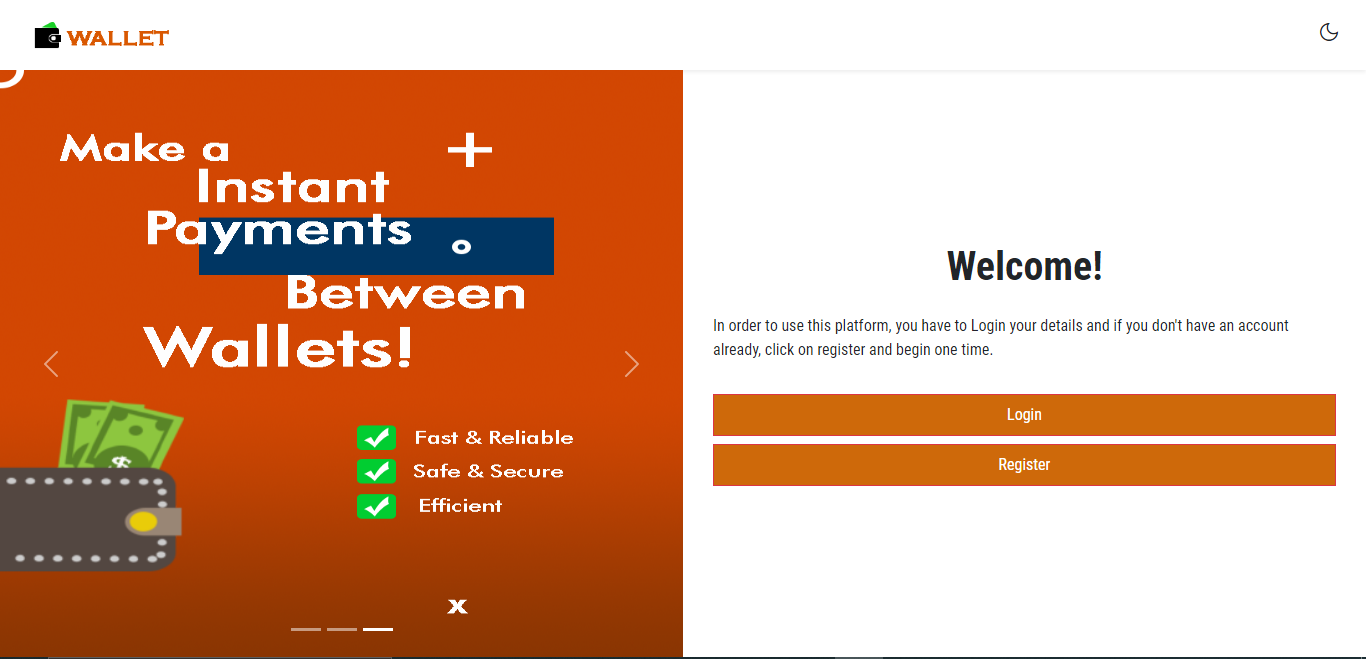 WALLET
Make a
Instant
Payments
Between
Wallets!
Fast & Reliable
Safe & Secure
Efficient
Welcome!
In order to use this platform, you have to Login your details and if you don't have an account
already, click on register and begin one time.
Login
Register